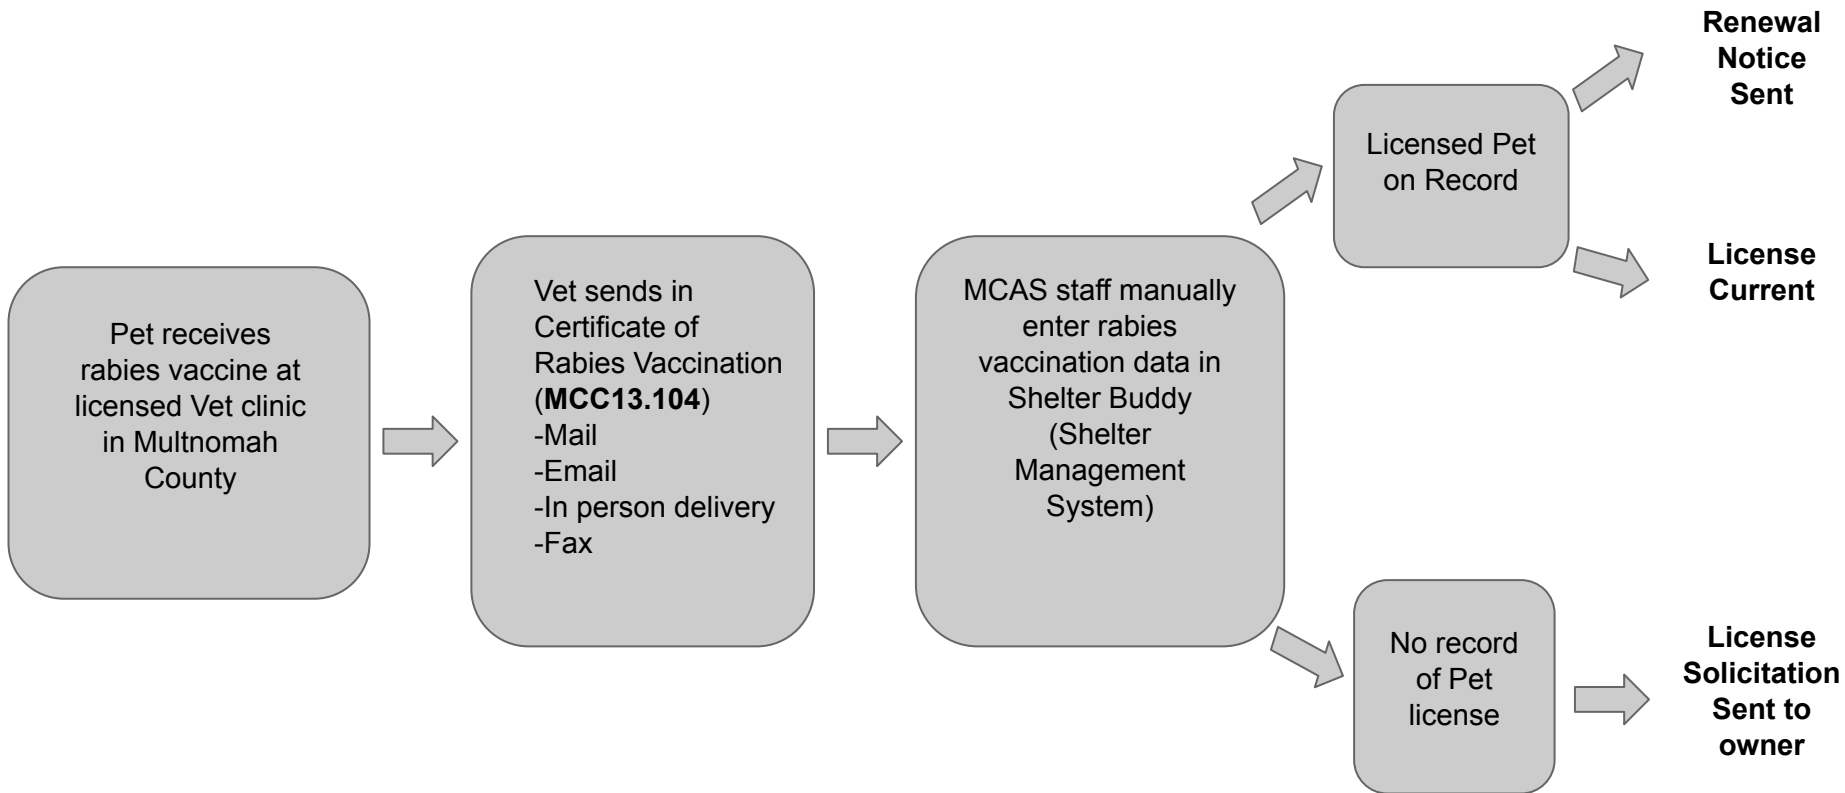 Pet receives
rabies vaccine at
licensed Vet clinic
in Multnomah
County
Vet sends in
Certificate of
Rabies Vaccination
(MCC13.104)
-Mail
-Email
-In person delivery
-Fax
MCAS staff manually
enter rabies
vaccination data in
Shelter Buddy
(Shelter
Management
System)
Licensed Pet
on Record
Renewal
Notice
Sent
License
Current
No record
of Pet
license
License
Solicitation
Sent to
owner